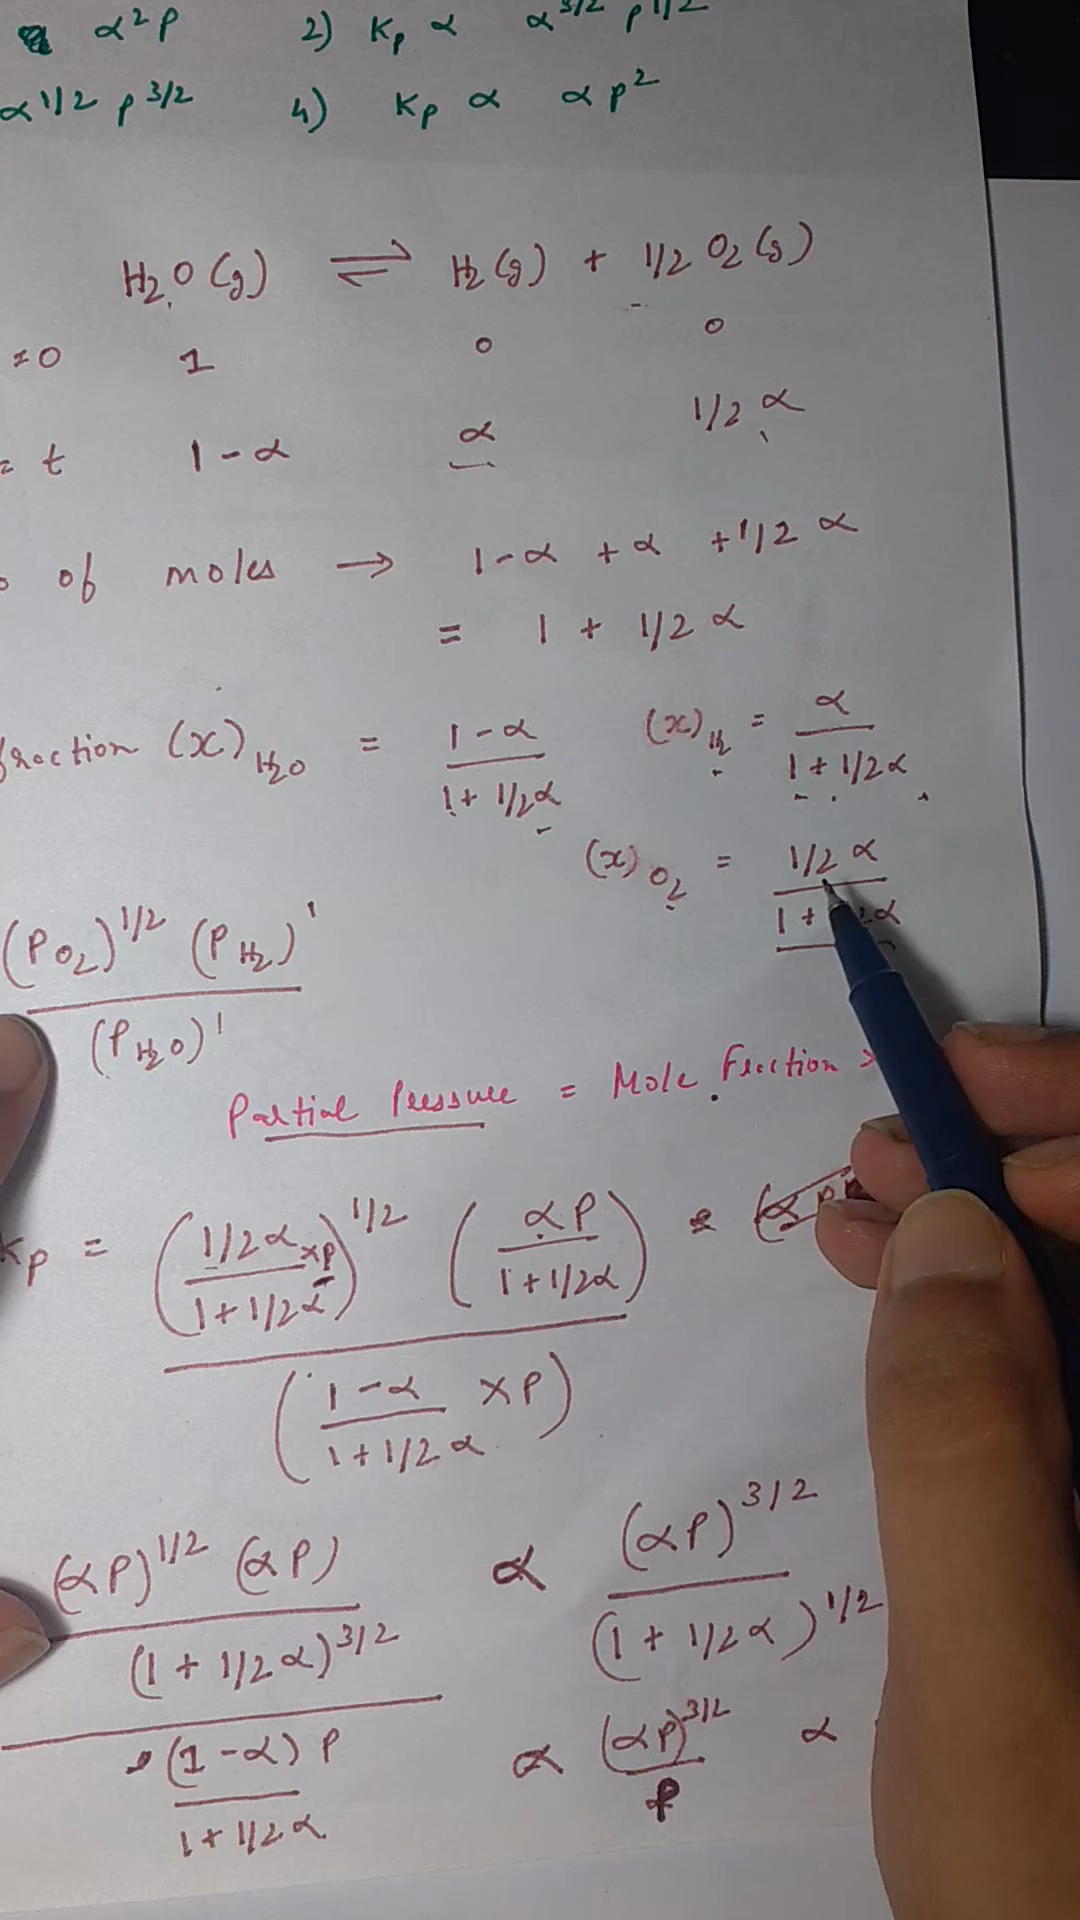 α²P 2) Kp α α^3/2 P^1/2
α^1/2 P^3/2 4) Kp α αP²
H₂O(g) ⇌ H₂(g) + 1/2 O₂(g)
=0 1 0 0
= t 1-α α 1/2 α
of moles → 1-α + α + 1/2 α
= 1 + 1/2 α
fraction (x)H₂O = (1-α)/(1+1/2α) (x)H₂ = α/(1+1/2α)
(x)O₂ = (1/2 α)/(1+1/2α)
(PO₂)^1/2 (PH₂)^1 / (PH₂O)^1
Partial Pressure = Mole Fraction
Kp = ((1/2α × P)/(1+1/2α))^1/2 (αP/(1+1/2α)) / ((1-α)/(1+1/2α) × P)
(αP)^1/2 (αP) / (1+1/2α)^3/2 α (αP)^3/2 / (1+1/2α)^1/2
(1-α)P / 1+1/2α α (αP)^3/2 / P α